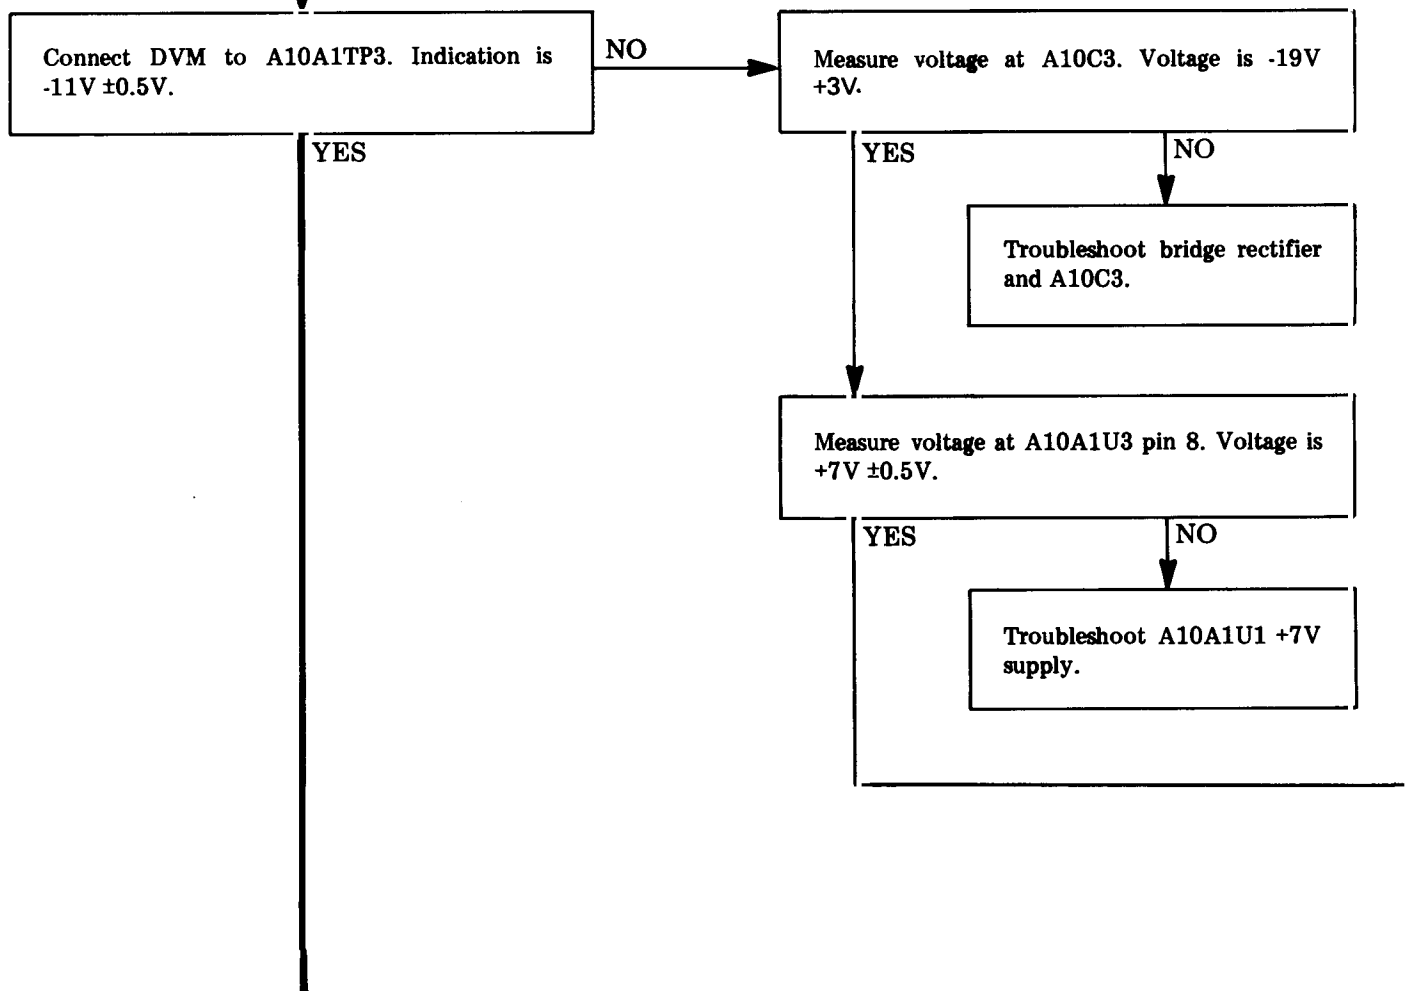 Connect DVM to A10A1TP3. Indication is
-11V ±0.5V.
NO
YES
Measure voltage at A10C3. Voltage is -19V
+3V.
YES
NO
Troubleshoot bridge rectifier
and A10C3.
Measure voltage at A10A1U3 pin 8. Voltage is
+7V ±0.5V.
YES
NO
Troubleshoot A10A1U1 +7V
supply.